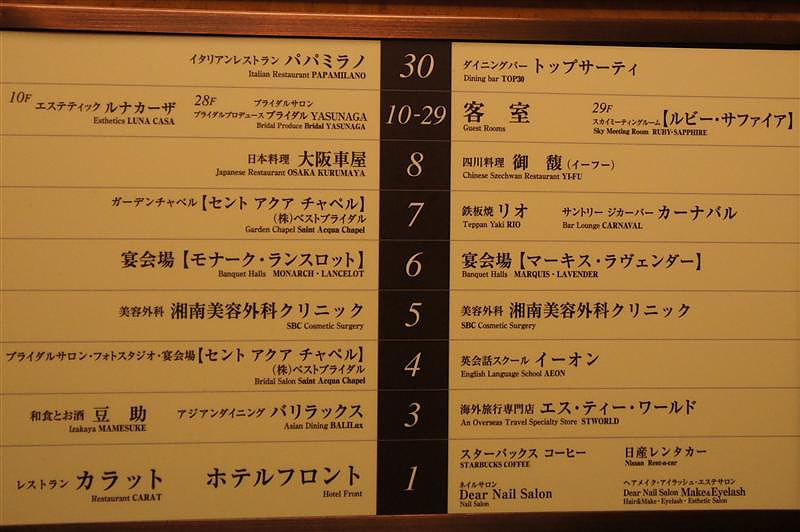 イタリアンレストラン パパミラノ
Italian Restaurant PAPAMILANO
30
ダイニングバー トップサーティ
Dining bar TOP30
10F エステティック ルナカーザ
Esthetics LUNA CASA
28F ブライダルサロン
ブライダルプロデュース ブライダル YASUNAGA
Bridal Produce Bridal YASUNAGA
10-29
客 室
Guest Rooms
29F
スカイミーティングルーム【ルビー・サファイア】
Sky Meeting Room RUBY・SAPPHIRE
日本料理 大阪車屋
Japanese Restaurant OSAKA KURUMAYA
8
四川料理 御 馥 (イーフー)
Chinese Szechwan Restaurant YI-FU
ガーデンチャペル【セント アクア チャペル】
(株)ベストブライダル
Garden Chapel Saint Acqua Chapel
7
鉄板焼 リオ
Teppan Yaki RIO
サントリー ジガーバー カーナバル
Bar Lounge CARNAVAL
宴会場【モナーク・ランスロット】
Banquet Halls MONARCH・LANCELOT
6
宴会場【マーキス・ラヴェンダー】
Banquet Halls MARQUIS・LAVENDER
美容外科 湘南美容外科クリニック
SBC Cosmetic Surgery
5
美容外科 湘南美容外科クリニック
SBC Cosmetic Surgery
ブライダルサロン・フォトスタジオ・宴会場【セント アクア チャペル】
(株)ベストブライダル
Bridal Salon Saint Acqua Chapel
4
英会話スクール イーオン
English Language School AEON
和食とお酒 豆 助
Izakaya MAMESUKE
アジアンダイニング バリラックス
Asian Dining BALILax
3
海外旅行専門店 エス・ティー・ワールド
An Overseas Travel Specialty Store STWORLD
レストラン カラット
Restaurant CARAT
ホテルフロント
Hotel Front
1
スターバックス コーヒー
STARBUCKS COFFEE
日産レンタカー
Nissan Rent-a-car
ネイルサロン
Dear Nail Salon
Nail Salon
ヘアメイク・アイラッシュ・エステサロン
Dear Nail Salon Make&Eyelash
Hair&Make・Eyelash・Esthetic Salon